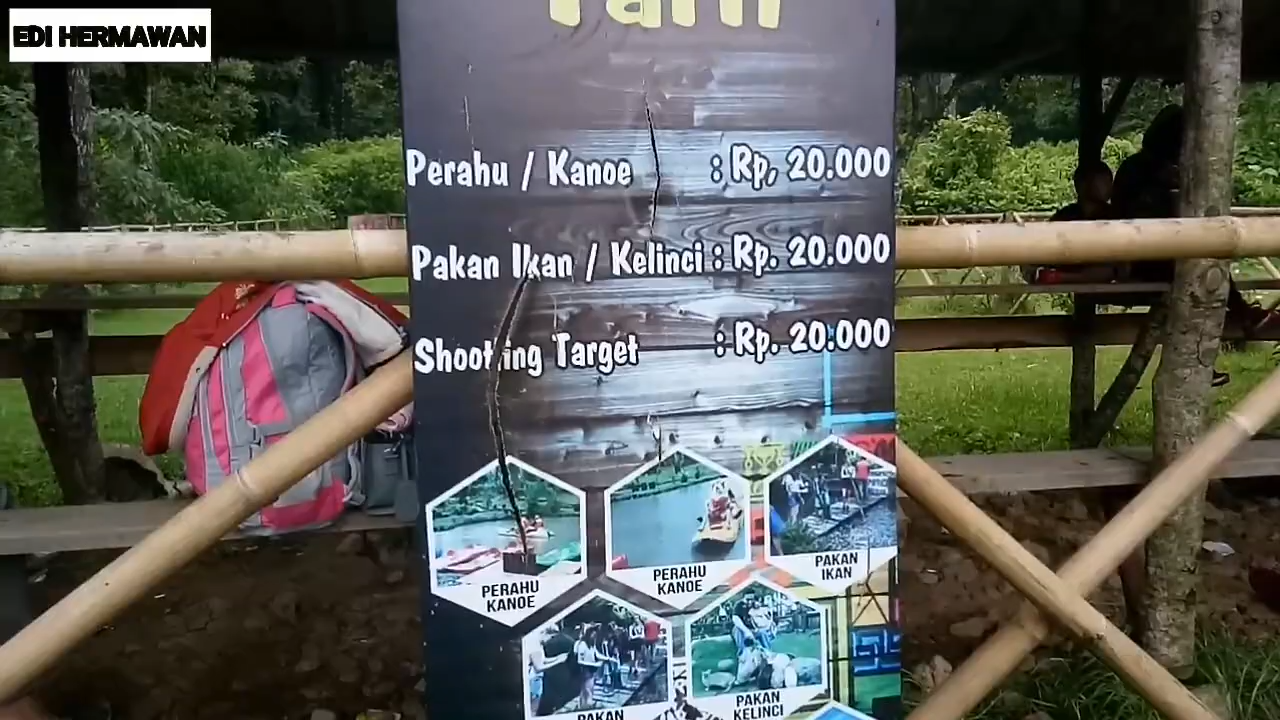 EDI HERMAWAN
Perahu / Kanoe : Rp, 20.000
Pakan Ikan / Kelinci : Rp. 20.000
Shooting Target : Rp. 20.000
PERAHU
KANOE
PERAHU
KANOE
PAKAN
IKAN
PAKAN
PAKAN
KELINCI